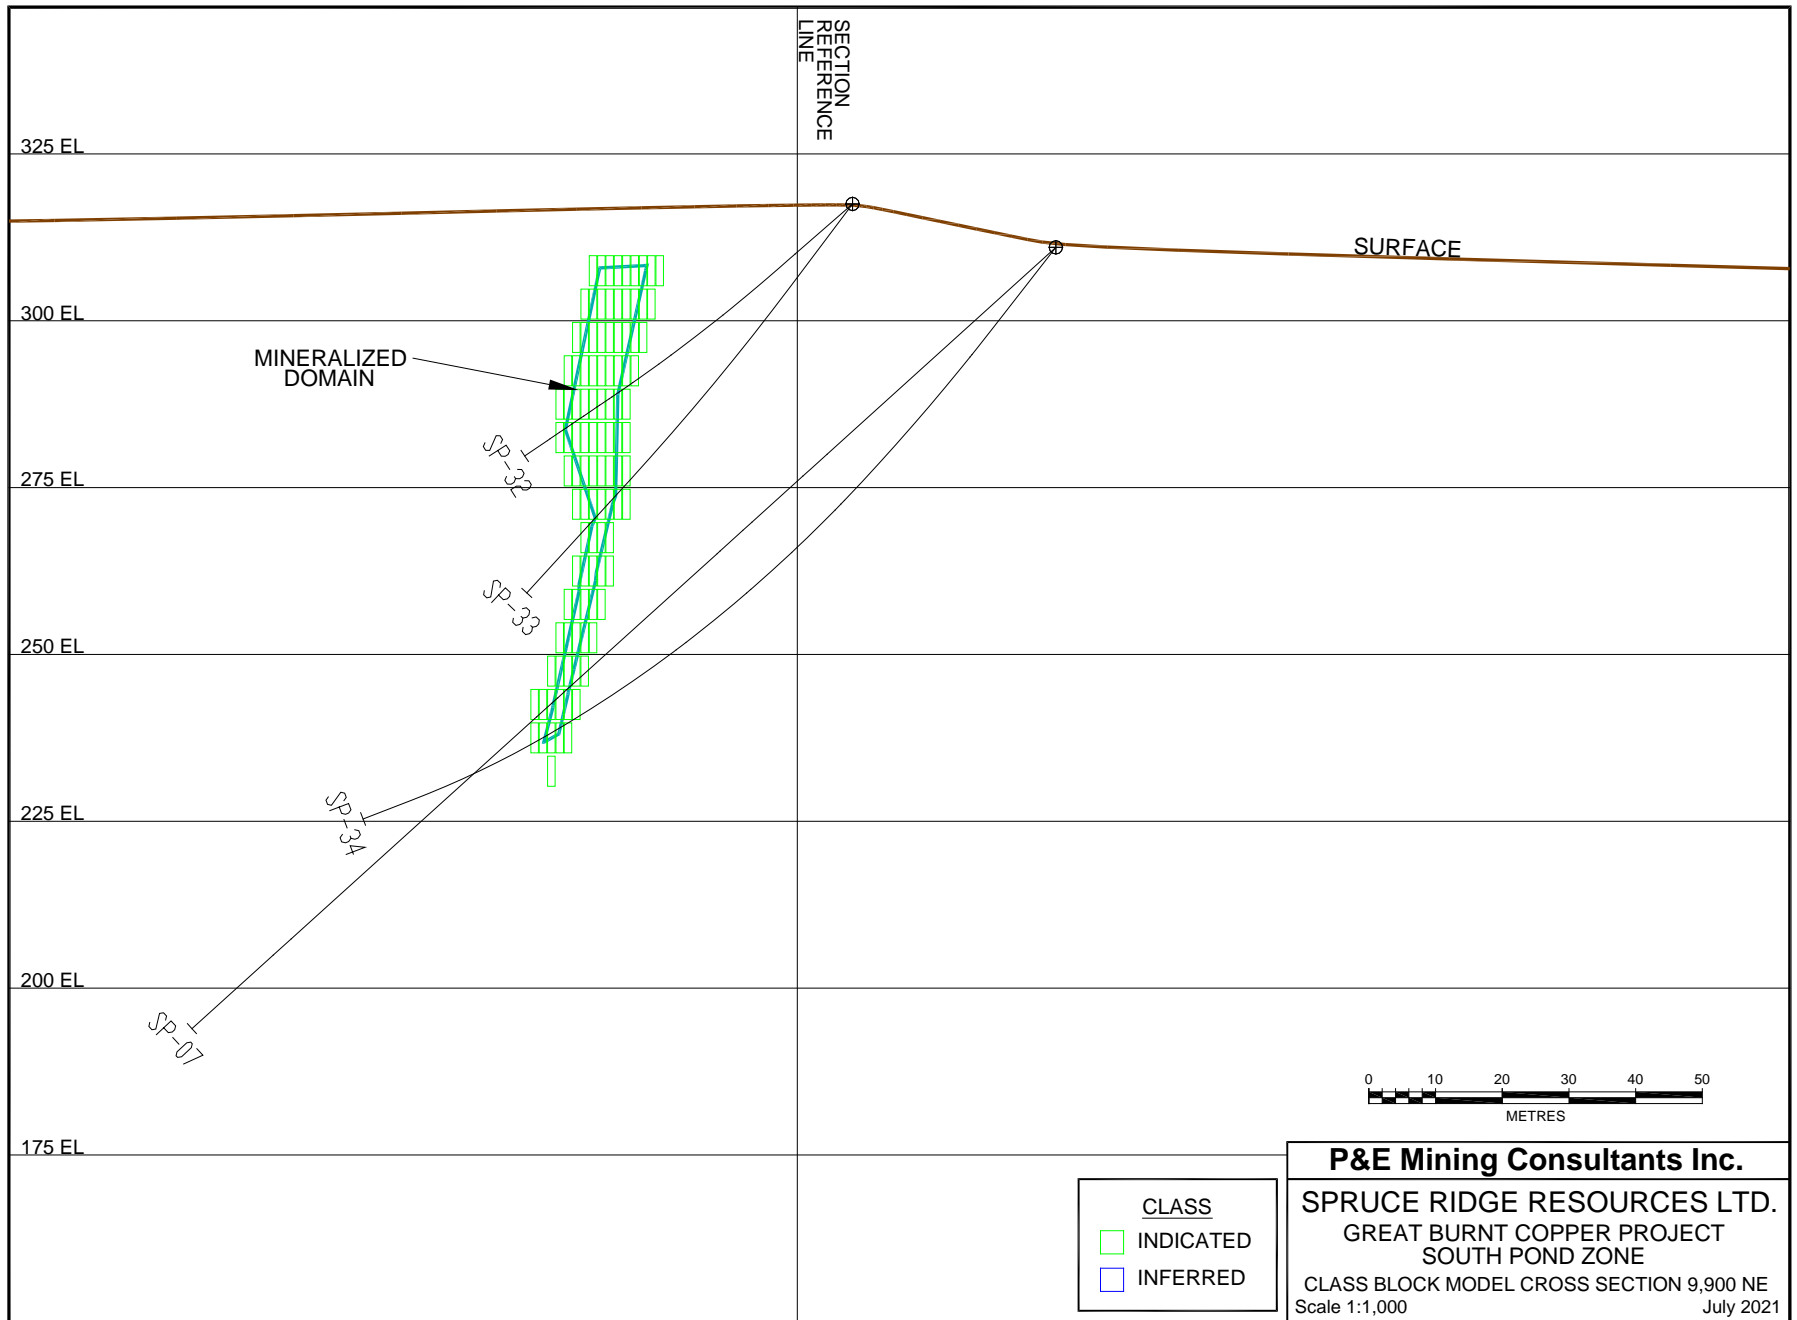 SECTION
REFERENCE
LINE
325 EL
SURFACE
300 EL
MINERALIZED
DOMAIN
SP-32
275 EL
SP-33
250 EL
SP-34
225 EL
200 EL
SP-07
175 EL
0 10 20 30 40 50
METRES
CLASS
INDICATED
INFERRED
P&E Mining Consultants Inc.
SPRUCE RIDGE RESOURCES LTD.
GREAT BURNT COPPER PROJECT
SOUTH POND ZONE
CLASS BLOCK MODEL CROSS SECTION 9,900 NE
Scale 1:1,000 July 2021